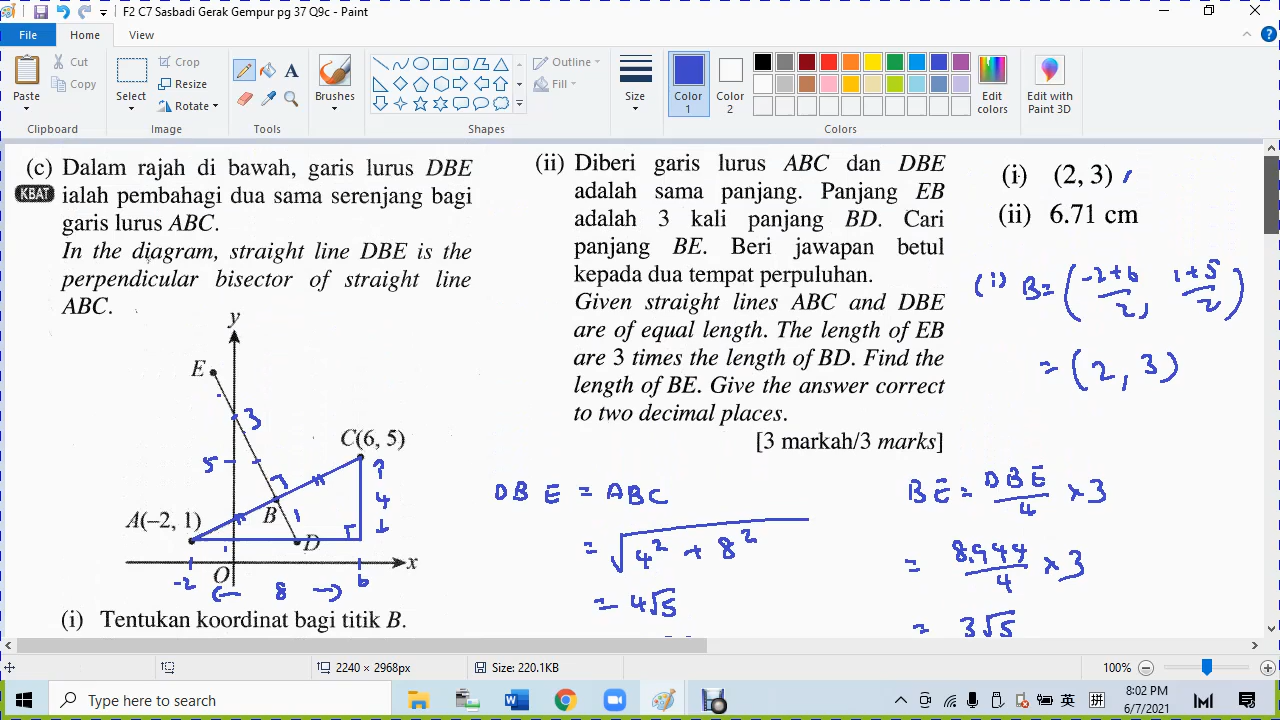 F2 C7 Sasbadi Gerak Gempur pg 37 Q9c - Paint
File Home View
Paste Cut Copy Clipboard
Select Crop Resize Rotate Image
A Tools
Brushes
Outline Fill Shapes
Size
Color 1 Color 2 Edit colors Colors
Edit with Paint 3D
(c) Dalam rajah di bawah, garis lurus DBE
KBAT ialah pembahagi dua sama serenjang bagi
garis lurus ABC.
In the diagram, straight line DBE is the
perpendicular bisector of straight line
ABC.
y
E
3
5
C(6, 5)
4
A(–2, 1)
B
1
D
1
O
x
-2
8
6
(i) Tentukan koordinat bagi titik B.
(ii) Diberi garis lurus ABC dan DBE
adalah sama panjang. Panjang EB
adalah 3 kali panjang BD. Cari
panjang BE. Beri jawapan betul
kepada dua tempat perpuluhan.
Given straight lines ABC and DBE
are of equal length. The length of EB
are 3 times the length of BD. Find the
length of BE. Give the answer correct
to two decimal places.
[3 markah/3 marks]
DBE = ABC
= √4² + 8²
= 4√5
(i) (2, 3)
(ii) 6.71 cm
(i) B = (-2+6/2, 1+5/2)
= (2, 3)
BE = DBE/4 × 3
= 8.944/4 × 3
= 3√5
2240 × 2968px
Size: 220.1KB
100%
Type here to search
英
拼
8:02 PM
6/7/2021